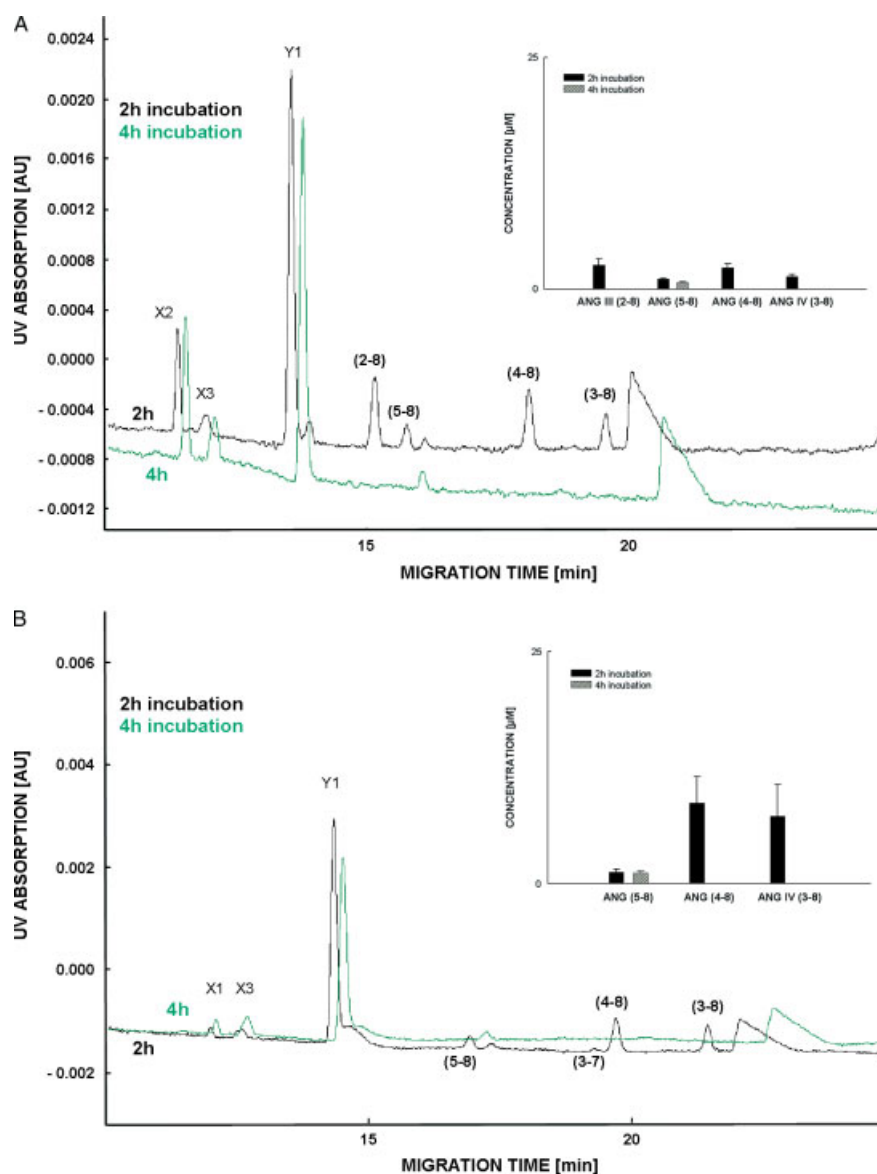 A
0.0024
0.0020
0.0016
0.0012
0.0008
0.0004
0.0000
- 0.0004
- 0.0008
- 0.0012
UV ABSORPTION [AU]
2h incubation
4h incubation
X2
X3
Y1
2h
4h
(2-8)
(5-8)
(4-8)
(3-8)
15
20
MIGRATION TIME [min]
25
0
CONCENTRATION [µM]
2h incubation
4h incubation
ANG III (2-8) ANG (5-8) ANG (4-8) ANG IV (3-8)
B
0.006
0.004
0.002
0.000
- 0.002
UV ABSORPTION [AU]
2h incubation
4h incubation
Y1
X1 X3
4h
2h
(5-8)
(3-7)
(4-8)
(3-8)
15
20
MIGRATION TIME [min]
25
0
CONCENTRATION [µM]
2h incubation
4h incubation
ANG (5-8) ANG (4-8) ANG IV (3-8)